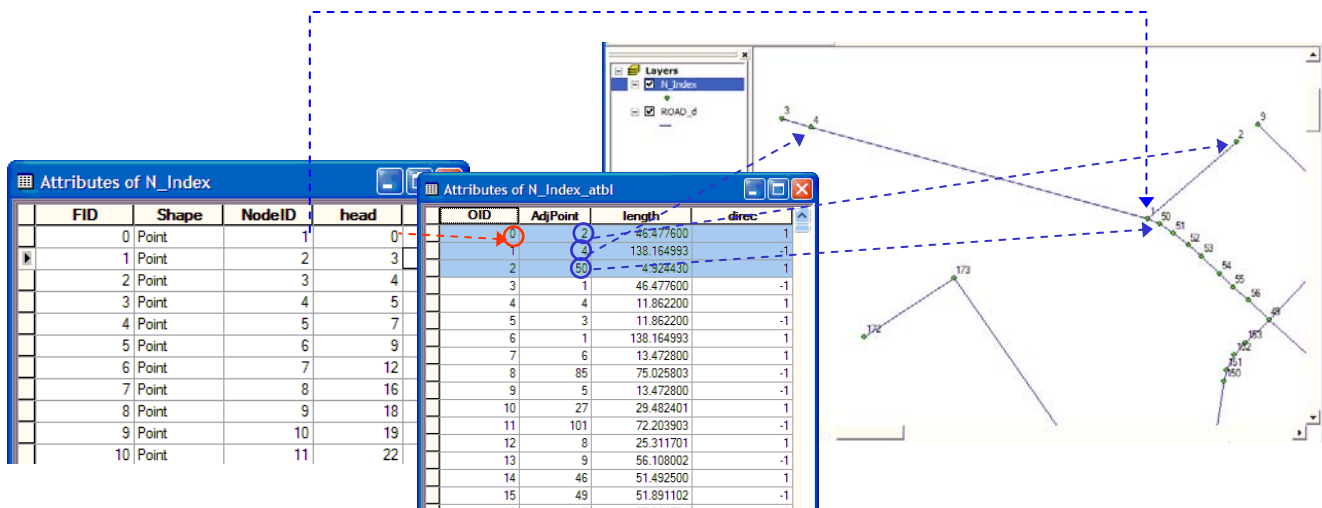 Layers
N_Index
ROAD_d
Attributes of N_Index
FID Shape NodeID head
0 Point 1 0
1 Point 2 3
2 Point 3 4
3 Point 4 5
4 Point 5 7
5 Point 6 9
6 Point 7 12
7 Point 8 16
8 Point 9 18
9 Point 10 19
10 Point 11 22
Attributes of N_Index_atbl
OID AdjPoint length direc
0 2 46.477600 1
1 4 138.164993 -1
2 50 4.924430 1
3 1 46.477600 -1
4 4 11.862200 1
5 3 11.862200 -1
6 1 138.164993 1
7 6 13.472800 1
8 85 75.025803 -1
9 5 13.472800 -1
10 27 29.482401 1
11 101 72.203903 -1
12 8 25.311701 1
13 9 56.108002 -1
14 46 51.492500 1
15 49 51.891102 -1
3
4
9
2
1
50
51
52
53
54
55
56
49
153
152
151
150
173
172